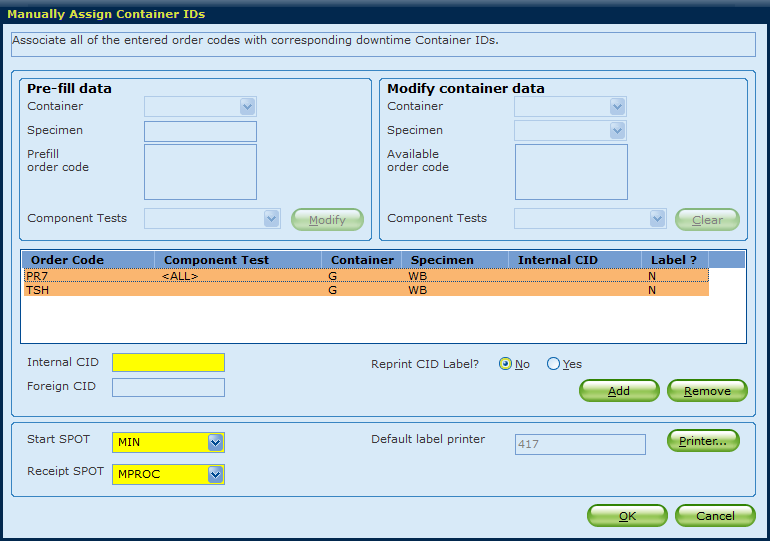 Manually Assign Container IDs
Associate all of the entered order codes with corresponding downtime Container IDs.
Pre-fill data
Container
Specimen
Prefill
order code
Component Tests
Modify
Modify container data
Container
Specimen
Available
order code
Component Tests
Clear
Order Code Component Test Container Specimen Internal CID Label ?
PR7 <ALL> G WB N
TSH G WB N
Internal CID
Reprint CID Label? No Yes
Foreign CID
Add Remove
Start SPOT MIN
Default label printer 417 Printer...
Receipt SPOT MPROC
OK Cancel